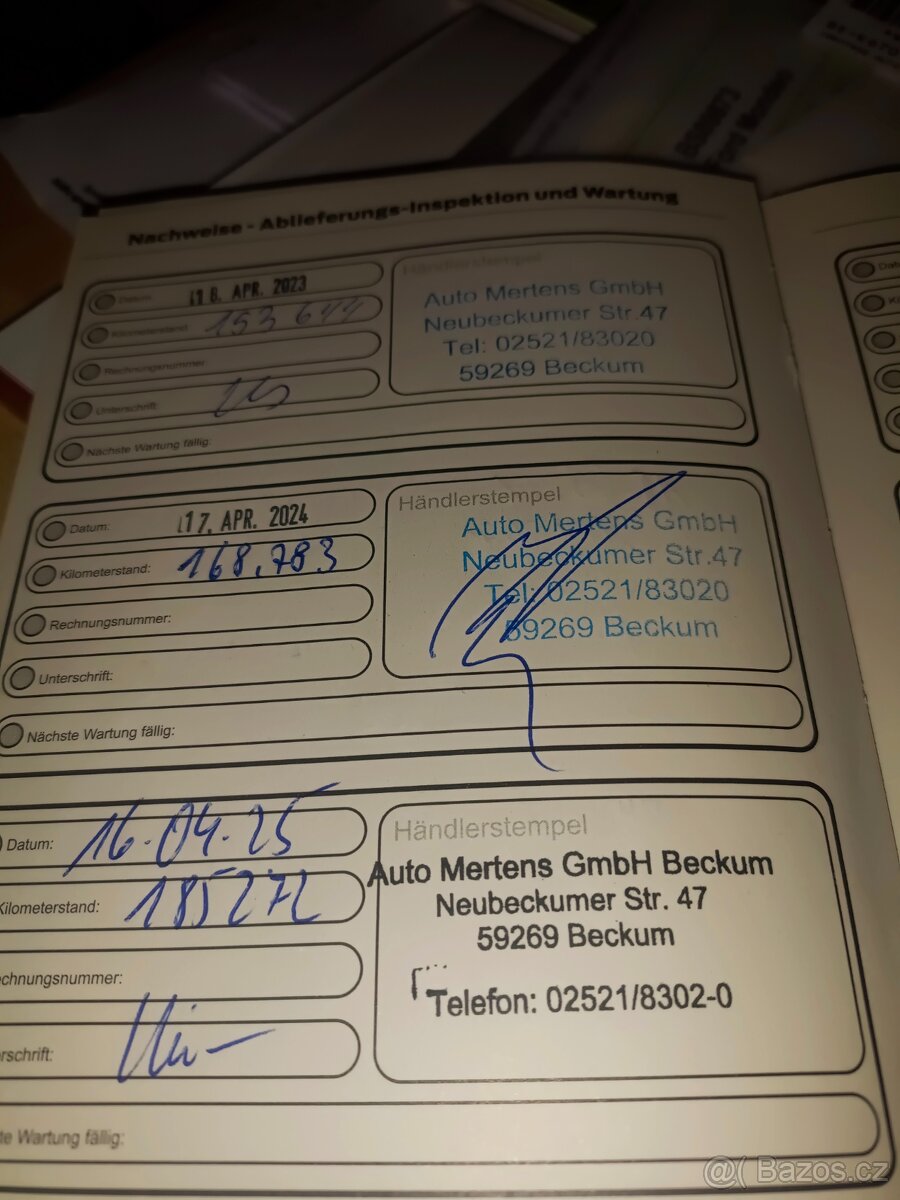 Nachweise - Ablieferungs-Inspektion und Wartung
Datum: 18. APR. 2023
Kilometerstand:
Rechnungsnummer:
Unterschrift:
Nächste Wartung fällig:
Händlerstempel
Auto Mertens GmbH
Neubeckumer Str.47
Tel: 02521/83020
59269 Beckum
Datum: 17. APR. 2024
Kilometerstand: 168.783
Rechnungsnummer:
Unterschrift:
Nächste Wartung fällig:
Händlerstempel
Auto Mertens GmbH
Neubeckumer Str.47
Tel: 02521/83020
59269 Beckum
Datum: 16.04.25
Kilometerstand: 185272
chnungsnummer:
erschrift:
te Wartung fällig:
Händlerstempel
Auto Mertens GmbH Beckum
Neubeckumer Str. 47
59269 Beckum
Telefon: 02521/8302-0
Bazos.cz